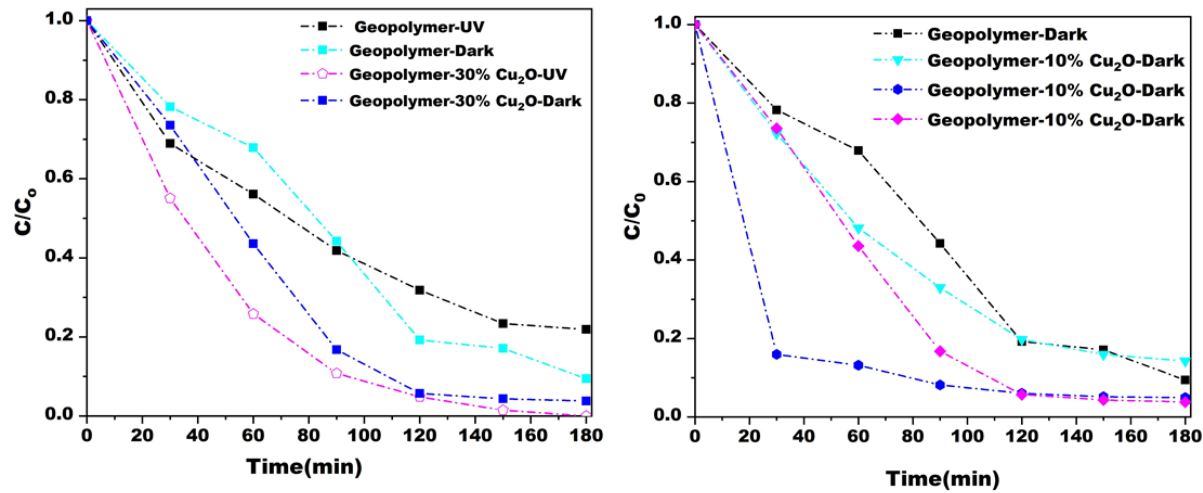 Geopolymer-UV
Geopolymer-Dark
Geopolymer-30% Cu₂O-UV
Geopolymer-30% Cu₂O-Dark
1.0
0.8
0.6
0.4
0.2
0.0
C/Cₒ
0 20 40 60 80 100 120 140 160 180
Time(min)
Geopolymer-Dark
Geopolymer-10% Cu₂O-Dark
Geopolymer-10% Cu₂O-Dark
Geopolymer-10% Cu₂O-Dark
1.0
0.8
0.6
0.4
0.2
0.0
C/C₀
0 20 40 60 80 100 120 140 160 180
Time(min)